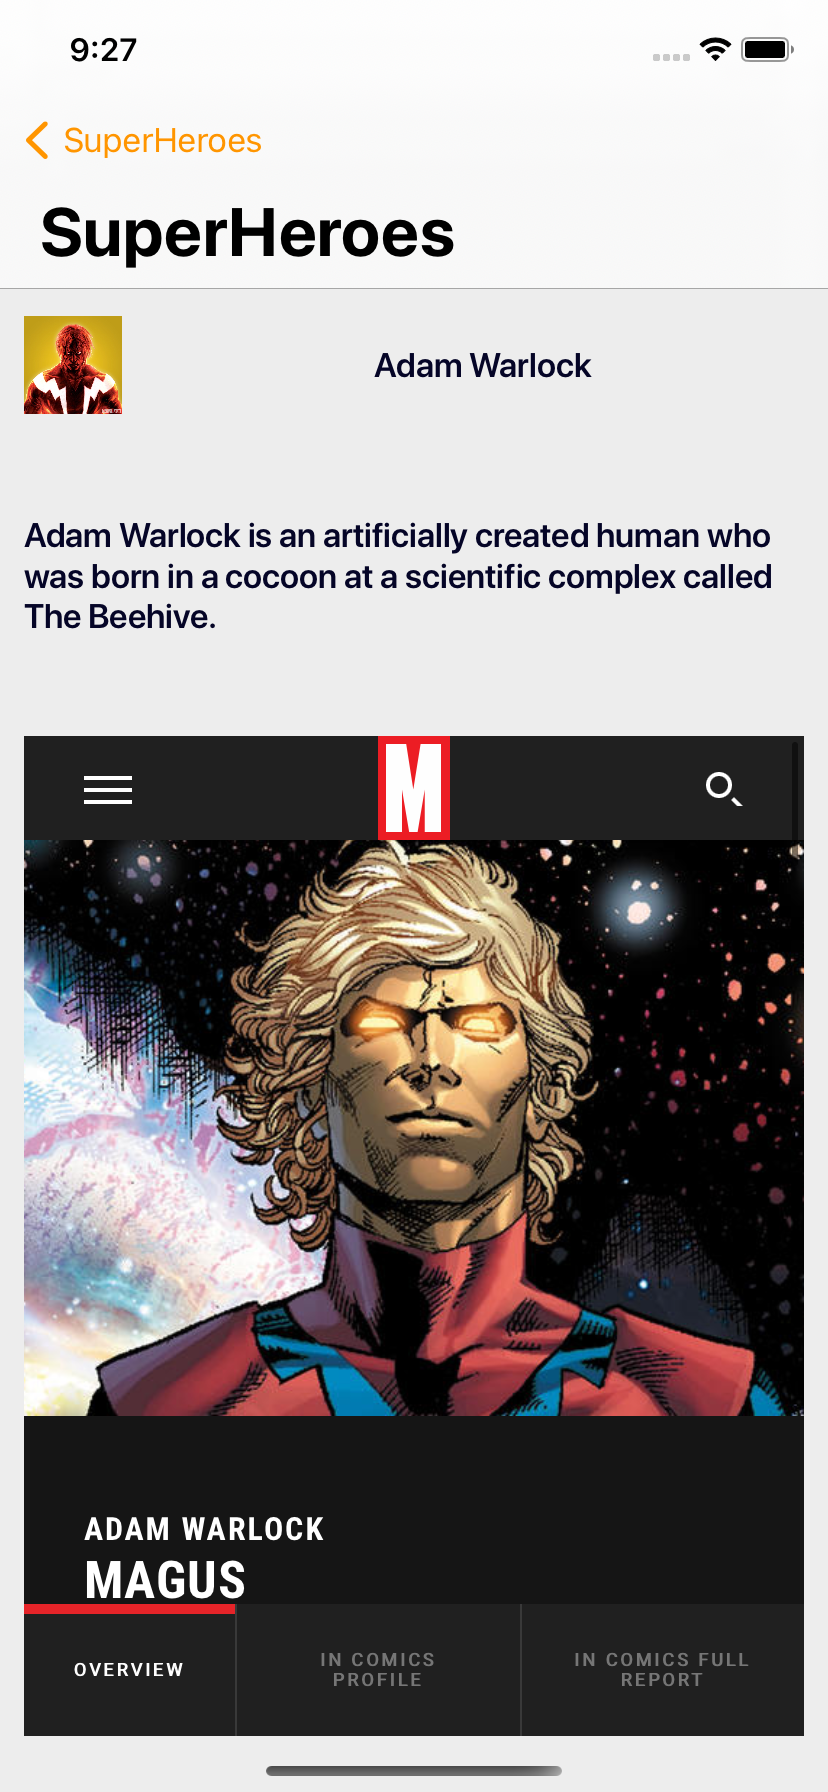 9:27
SuperHeroes
SuperHeroes
Adam Warlock
Adam Warlock is an artificially created human who
was born in a cocoon at a scientific complex called
The Beehive.
M
ADAM WARLOCK
MAGUS
OVERVIEW
IN COMICS
PROFILE
IN COMICS FULL
REPORT